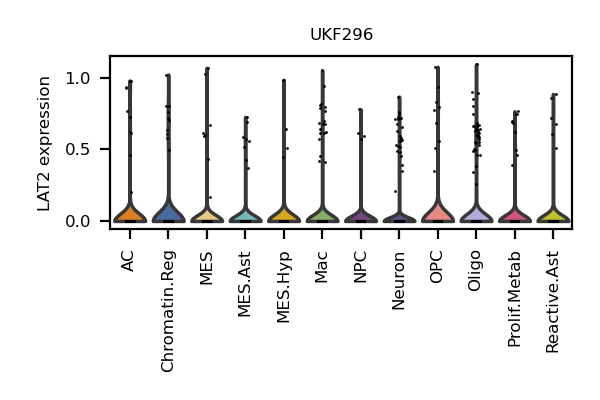 UKF296
LAT2 expression
1.0
0.5
0.0
AC
Chromatin.Reg
MES
MES.Ast
MES.Hyp
Mac
NPC
Neuron
OPC
Oligo
Prolif.Metab
Reactive.Ast